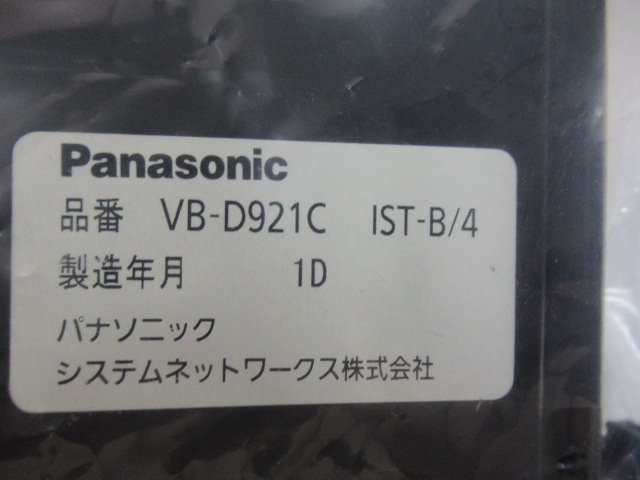 Panasonic
品番 VB-D921C IST-B/4
製造年月 1D
パナソニック
システムネットワークス株式会社